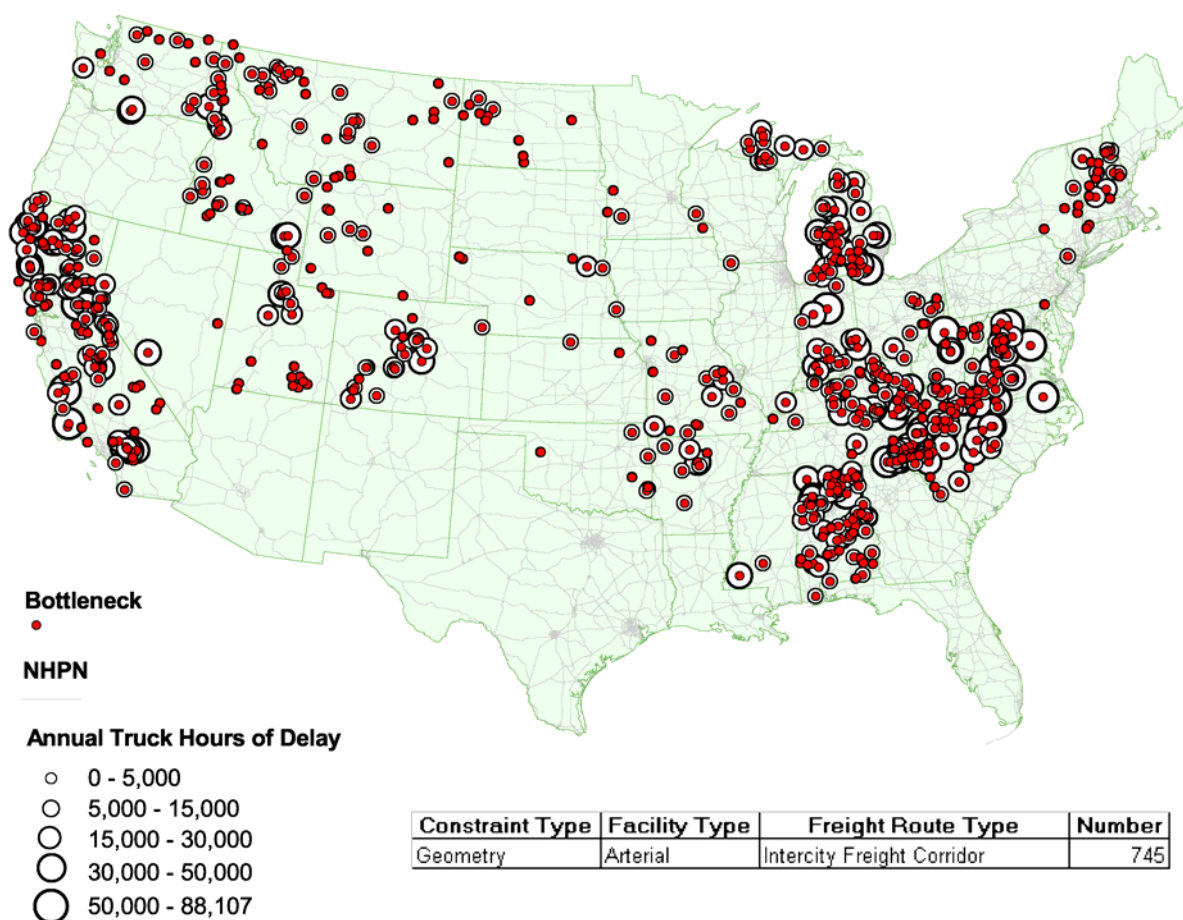 Bottleneck
NHPN
Annual Truck Hours of Delay
0 - 5,000
5,000 - 15,000
15,000 - 30,000
30,000 - 50,000
50,000 - 88,107
Constraint Type Facility Type Freight Route Type Number
Geometry Arterial Intercity Freight Corridor 745